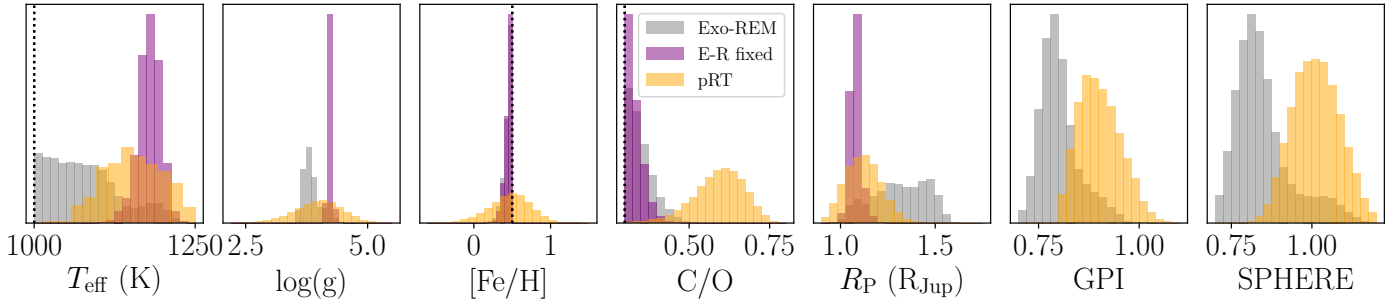 Exo-REM
E-R fixed
pRT
1000 1250 2.5 5.0 0 1 0.50 0.75 1.0 1.5 0.75 1.00 0.75 1.00
T_eff (K) log(g) [Fe/H] C/O R_P (R_Jup) GPI SPHERE